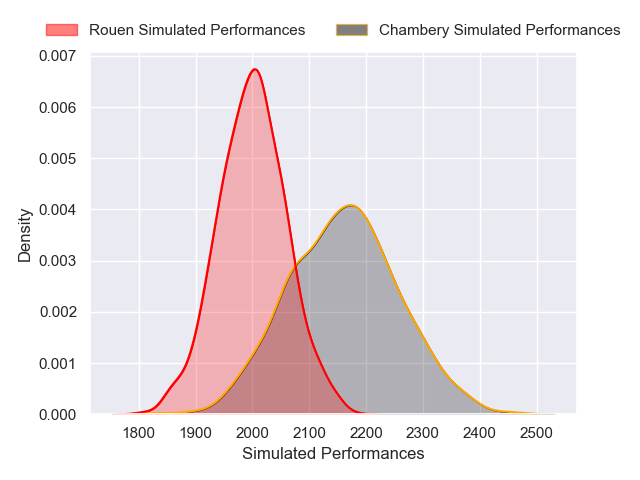 Rouen Simulated Performances Chambery Simulated Performances
0.007
0.006
0.005
0.004
0.003
0.002
0.001
0.000
Density
1800 1900 2000 2100 2200 2300 2400 2500
Simulated Performances